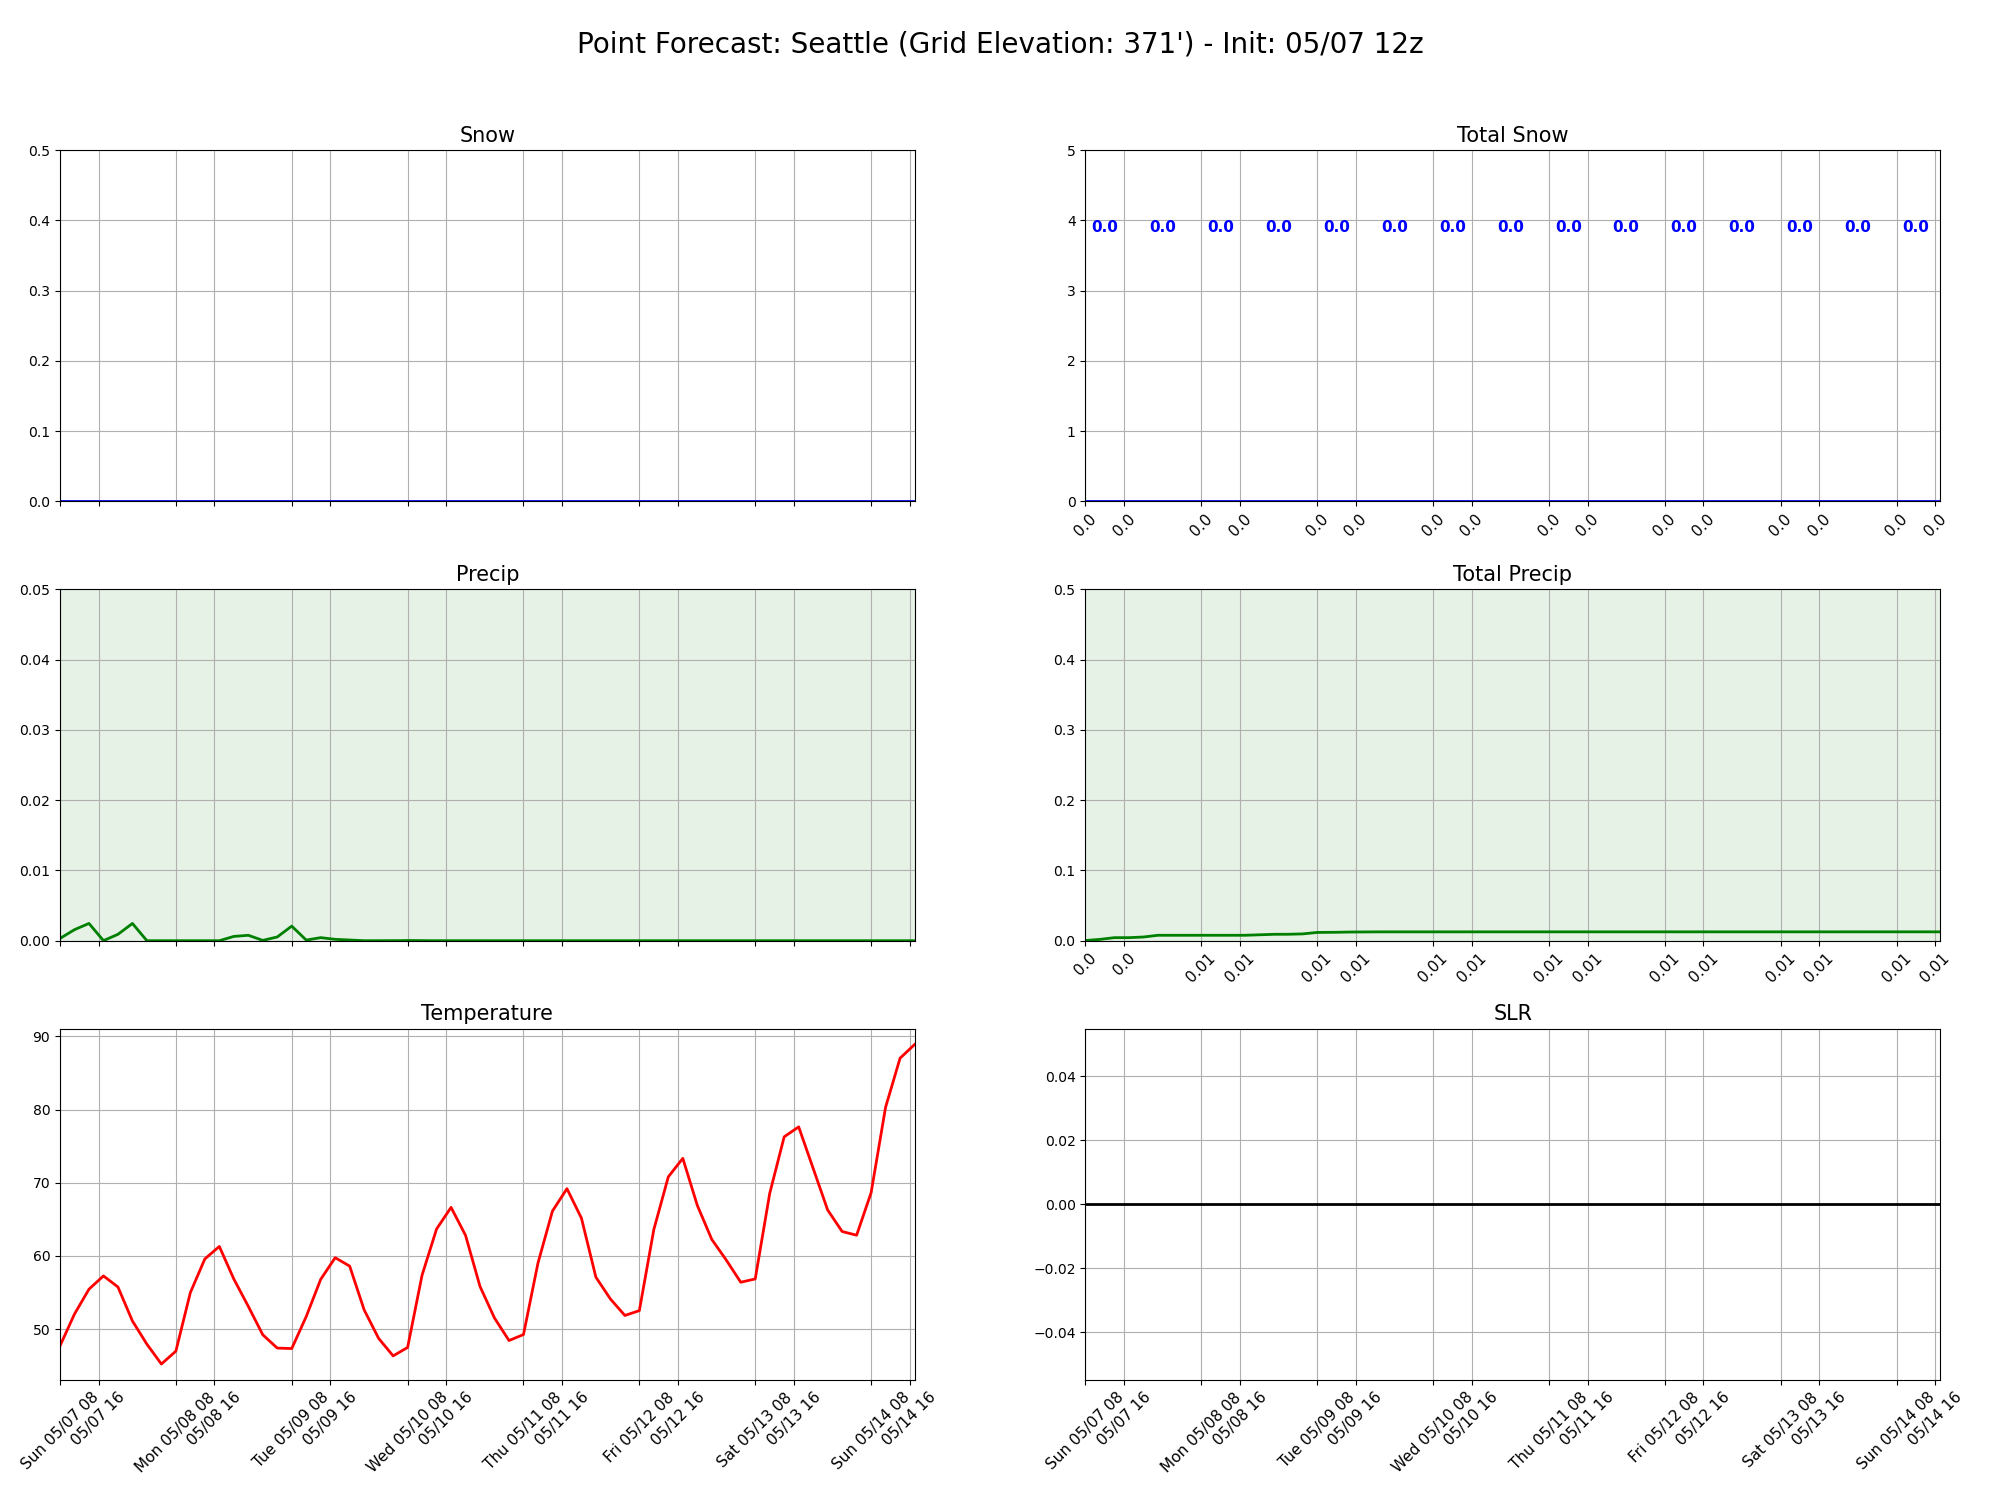 Point Forecast: Seattle (Grid Elevation: 371') - Init: 05/07 12z
Snow
0.5
0.4
0.3
0.2
0.1
0.0
Total Snow
5
4
3
2
1
0
0.0 0.0 0.0 0.0 0.0 0.0 0.0 0.0 0.0 0.0 0.0 0.0 0.0 0.0 0.0
0.0 0.0 0.0 0.0 0.0 0.0 0.0 0.0 0.0 0.0 0.0 0.0 0.0 0.0 0.0 0.0
Precip
0.05
0.04
0.03
0.02
0.01
0.00
Total Precip
0.5
0.4
0.3
0.2
0.1
0.0
0.0 0.0 0.01 0.01 0.01 0.01 0.01 0.01 0.01 0.01 0.01 0.01 0.01 0.01 0.01 0.01
Temperature
90
80
70
60
50
Sun 05/07 08
05/07 16
Mon 05/08 08
05/08 16
Tue 05/09 08
05/09 16
Wed 05/10 08
05/10 16
Thu 05/11 08
05/11 16
Fri 05/12 08
05/12 16
Sat 05/13 08
05/13 16
Sun 05/14 08
05/14 16
SLR
0.04
0.02
0.00
−0.02
−0.04
Sun 05/07 08
05/07 16
Mon 05/08 08
05/08 16
Tue 05/09 08
05/09 16
Wed 05/10 08
05/10 16
Thu 05/11 08
05/11 16
Fri 05/12 08
05/12 16
Sat 05/13 08
05/13 16
Sun 05/14 08
05/14 16